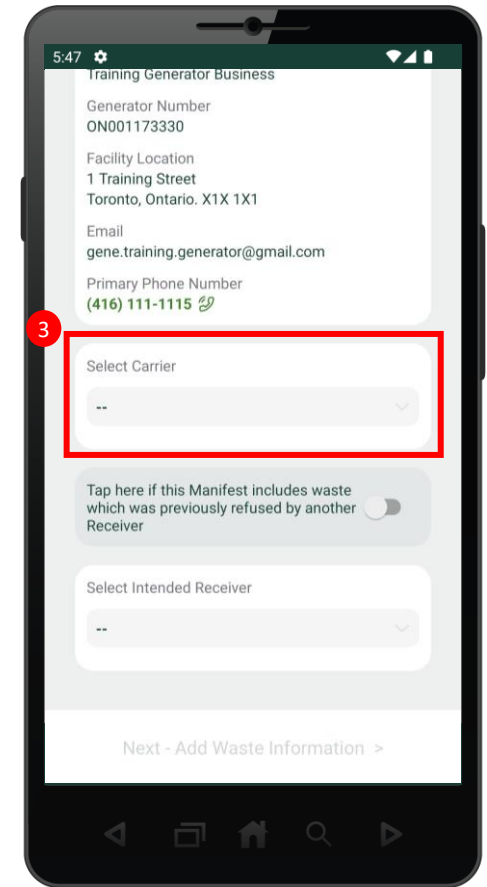 5:47
Training Generator Business
Generator Number
ON001173330
Facility Location
1 Training Street
Toronto, Ontario. X1X 1X1
Email
gene.training.generator@gmail.com
Primary Phone Number
(416) 111-1115
3
Select Carrier
--
Tap here if this Manifest includes waste
which was previously refused by another
Receiver
Select Intended Receiver
--
Next - Add Waste Information >